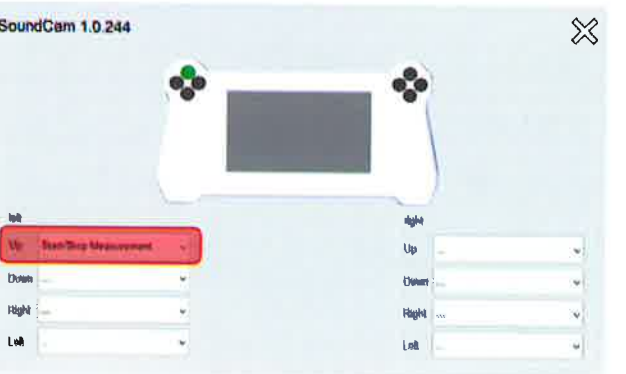 SoundCam 1.0.244
left
right
Up Start/Stop Measurement
Up ...
Down ...
Down ...
Right ...
Right ...
Left ...
Left ...